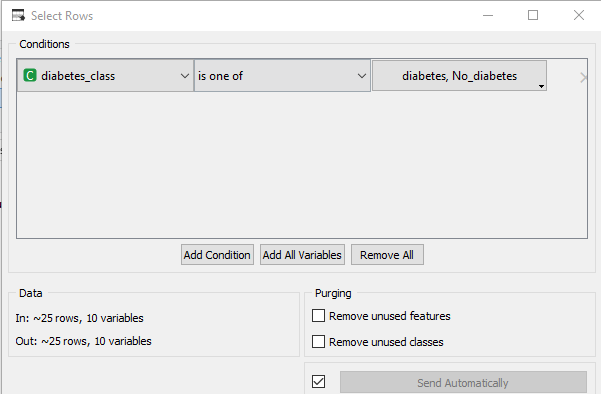 Select Rows
Conditions
C diabetes_class is one of diabetes, No_diabetes
Add Condition Add All Variables Remove All
Data
In: ~25 rows, 10 variables
Out: ~25 rows, 10 variables
Purging
Remove unused features
Remove unused classes
Send Automatically